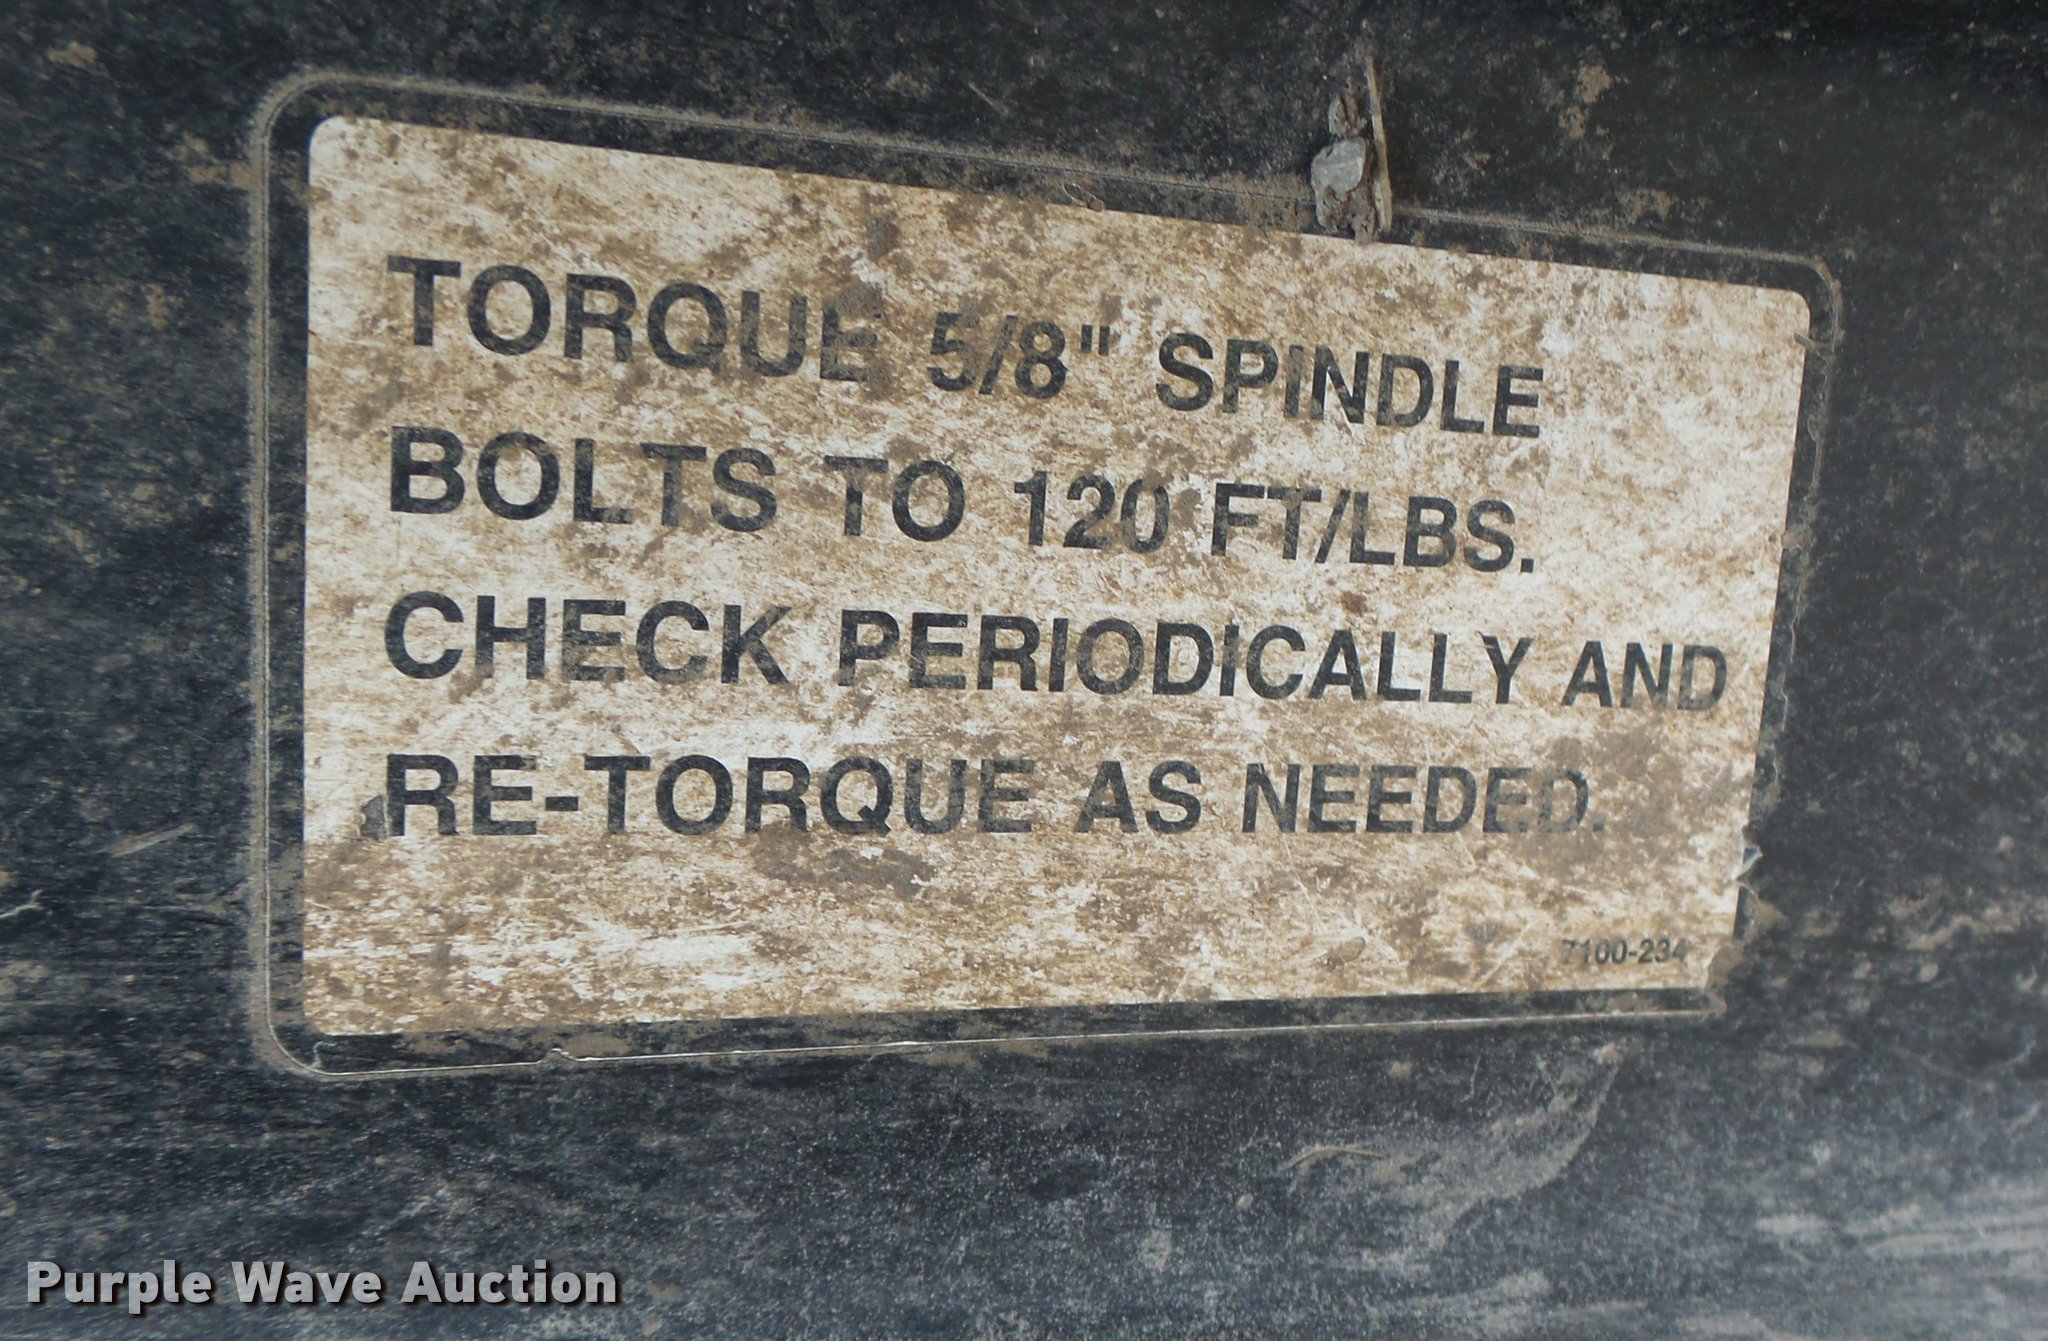 TORQUE 5/8" SPINDLE
BOLTS TO 120 FT/LBS.
CHECK PERIODICALLY AND
RE-TORQUE AS NEEDED.
7100-234
Purple Wave Auction